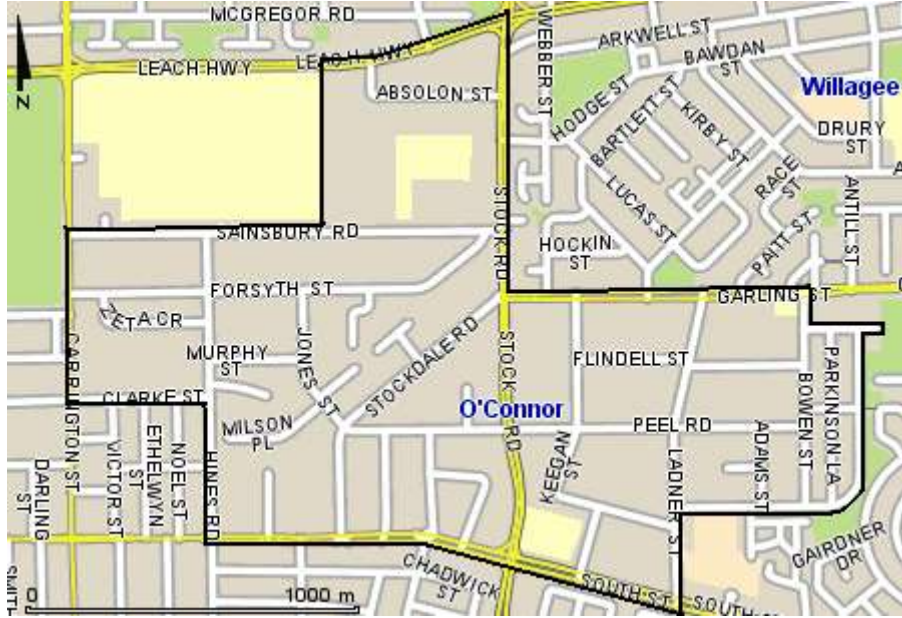 MCGREGOR RD
LEACH HWY
LEACH HWY
WEBBER ST
ARKWELL ST
BAWDAN
ST
Willagee
N
ABSOLON ST
HODGE ST
BARTLETT ST
KIRBY ST
DRURY
ST
RACE
ST
LUCAS ST
ANTILL ST
PAITT ST
STOCK RD
HOCKIN
ST
SAINSBURY RD
FORSYTH ST
GARLING ST
ZETA CR
JONES ST
MURPHY
ST
STOCKDALE RD
STOCK RD
FLINDELL ST
CARRINGTON ST
CLARKE ST
BOWEN ST
PARKINSON LA
O'Connor
MILSON
PL
PEEL RD
KEEGAN
ST
LADNER ST
ADAMS ST
HINES RD
NOEL ST
ETHELWYN
ST
VICTOR ST
DARLING
ST
GAIRDNER
DR
CHADWICK
ST
SOUTH ST
SOUTH
SMITH
0 1000 m